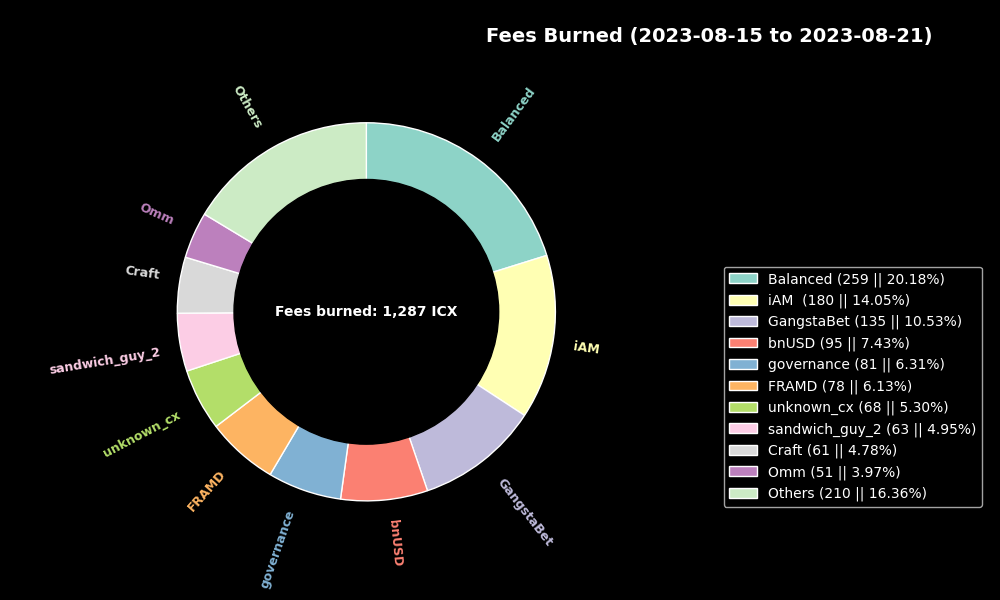 Fees Burned (2023-08-15 to 2023-08-21)
Others
Balanced
Omm
Craft
Fees burned: 1,287 ICX
iAM
sandwich_guy_2
unknown_cx
FRAMD
governance
bnUSD
GangstaBet
Balanced (259 || 20.18%)
iAM  (180 || 14.05%)
GangstaBet (135 || 10.53%)
bnUSD (95 || 7.43%)
governance (81 || 6.31%)
FRAMD (78 || 6.13%)
unknown_cx (68 || 5.30%)
sandwich_guy_2 (63 || 4.95%)
Craft (61 || 4.78%)
Omm (51 || 3.97%)
Others (210 || 16.36%)